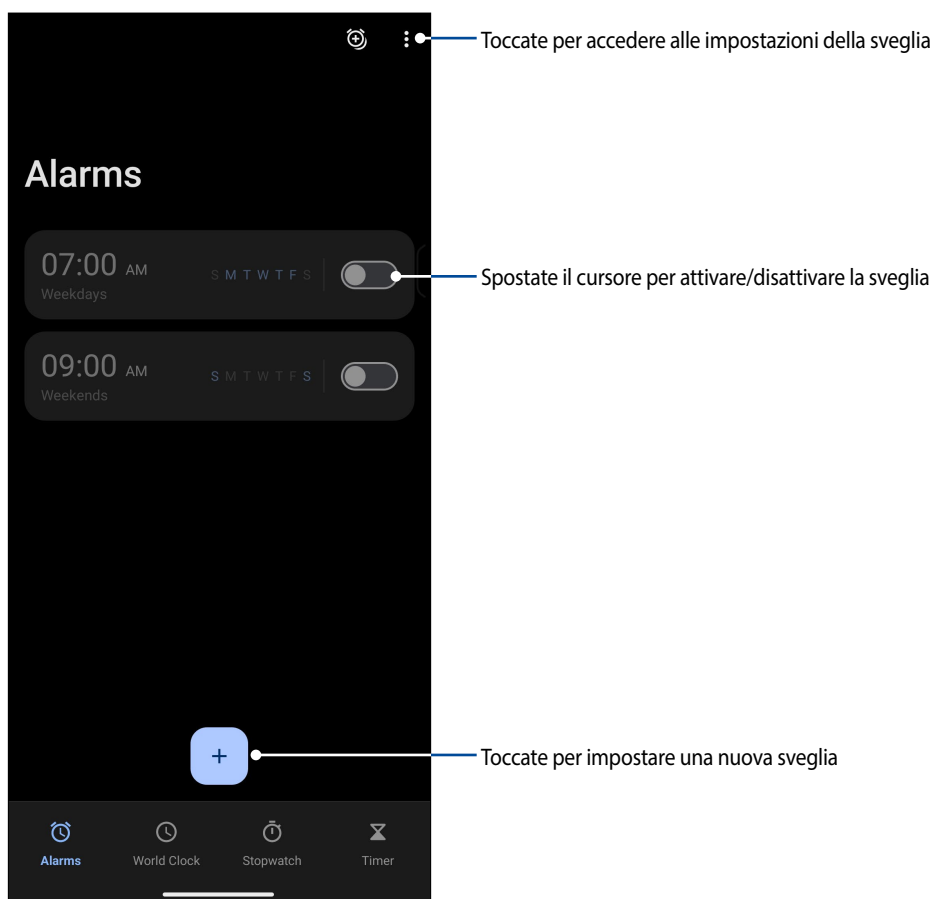 Toccate per accedere alle impostazioni della sveglia
Alarms
07:00 AM S M T W T F S
Weekdays
Spostate il cursore per attivare/disattivare la sveglia
09:00 AM S M T W T F S
Weekends
+
Toccate per impostare una nuova sveglia
Alarms World Clock Stopwatch Timer